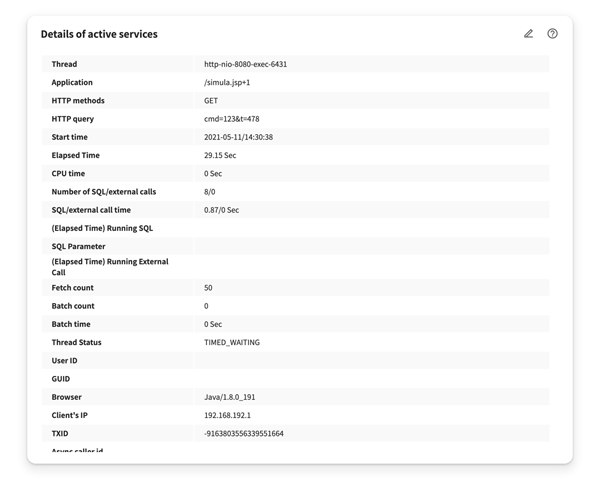 Details of active services
Thread http-nio-8080-exec-6431
Application /simula.jsp+1
HTTP methods GET
HTTP query cmd=123&t=478
Start time 2021-05-11/14:30:38
Elapsed Time 29.15 Sec
CPU time 0 Sec
Number of SQL/external calls 8/0
SQL/external call time 0.87/0 Sec
(Elapsed Time) Running SQL
SQL Parameter
(Elapsed Time) Running External
Call
Fetch count 50
Batch count 0
Batch time 0 Sec
Thread Status TIMED_WAITING
User ID
GUID
Browser Java/1.8.0_191
Client's IP 192.168.192.1
TXID -9163803556339551664
Async caller id